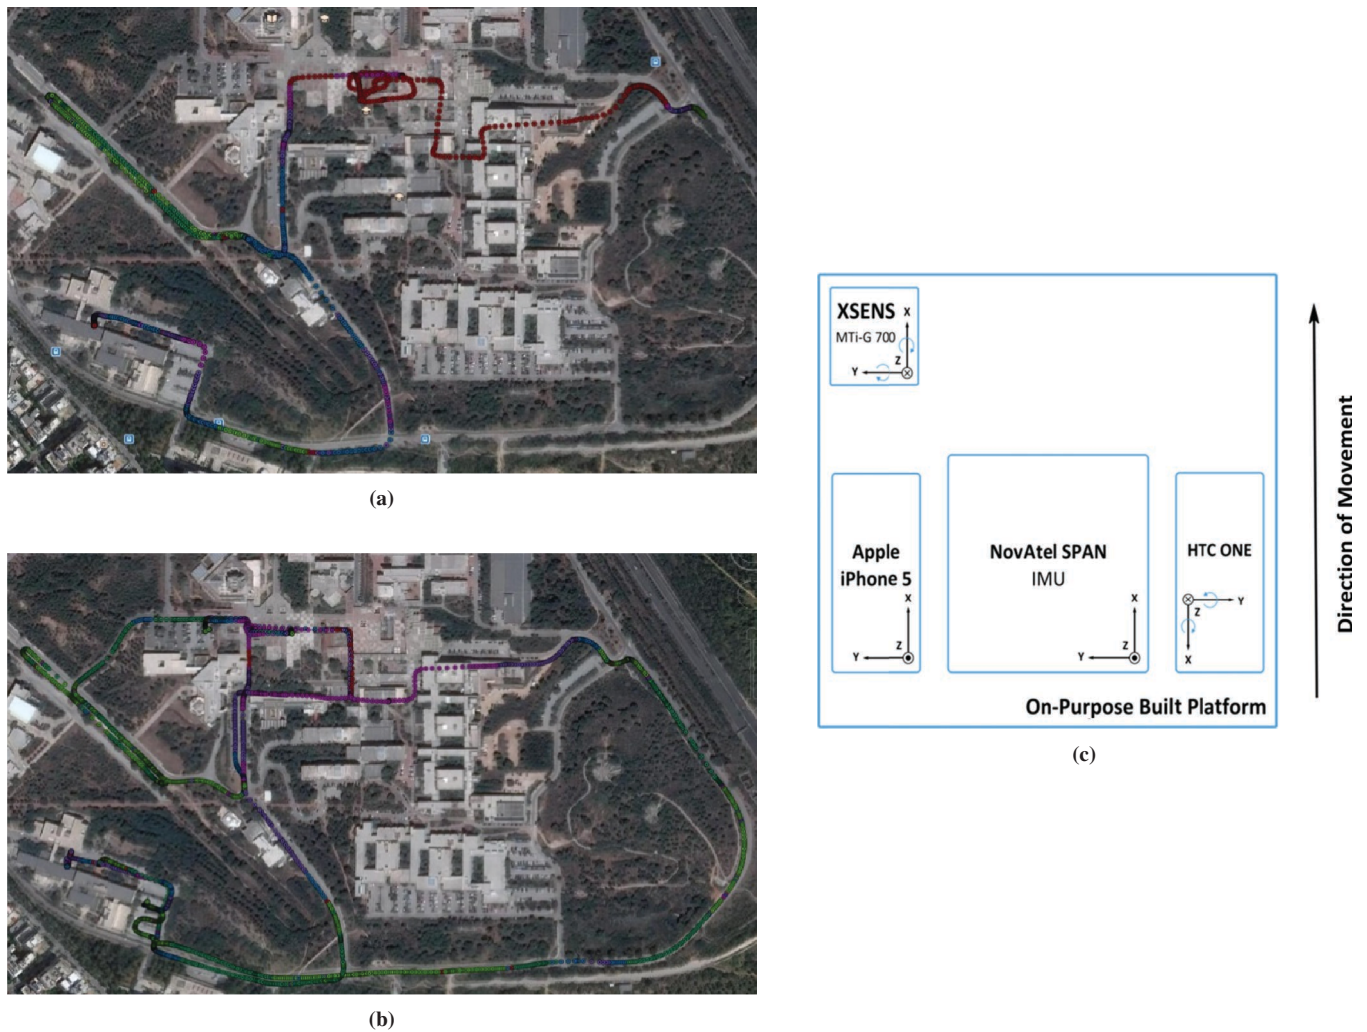 (a)
(b)
XSENS
MTi-G 700
X
Z
Y
Apple
iPhone 5
X
Z
Y
NovAtel SPAN
IMU
X
Z
Y
HTC ONE
Z
Y
X
On-Purpose Built Platform
Direction of Movement
(c)